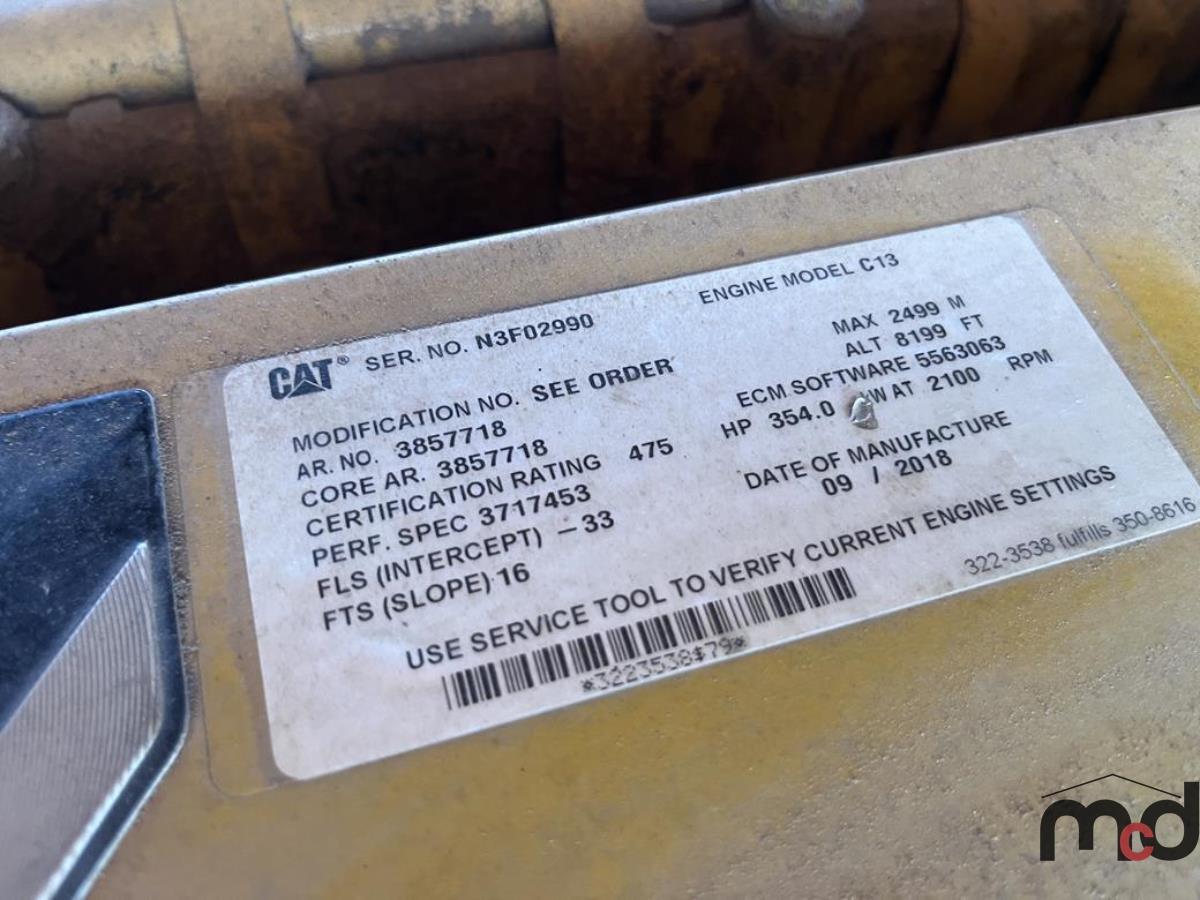 CAT® SER. NO. N3F02990 ENGINE MODEL C13
MODIFICATION NO. SEE ORDER MAX 2499 M
AR. NO. 3857718 ALT 8199 FT
CORE AR. 3857718 ECM SOFTWARE 5563063
CERTIFICATION RATING 475 HP 354.0 KW AT 2100 RPM
PERF. SPEC 3717453 DATE OF MANUFACTURE
FLS (INTERCEPT) -33 09 / 2018
FTS (SLOPE) 16
USE SERVICE TOOL TO VERIFY CURRENT ENGINE SETTINGS
*3223538$79* 322-3538 fulfills 350-8616
mcd